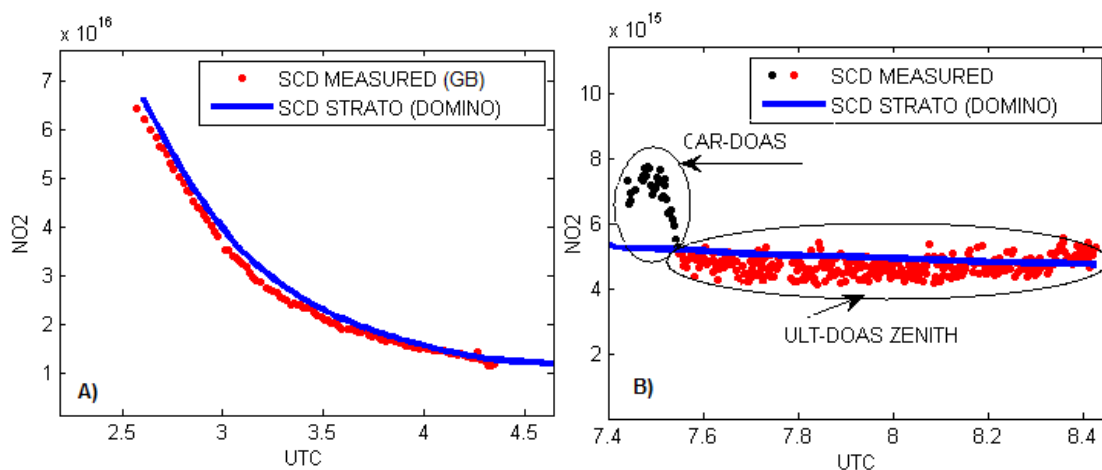 x 10^16
7
6
5
4
3
2
1
NO2
SCD MEASURED (GB)
SCD STRATO (DOMINO)
A)
2.5
3
3.5
4
4.5
UTC
x 10^15
10
8
6
4
2
NO2
SCD MEASURED
SCD STRATO (DOMINO)
CAR-DOAS
ULT-DOAS ZENITH
B)
7.4
7.6
7.8
8
8.2
8.4
UTC